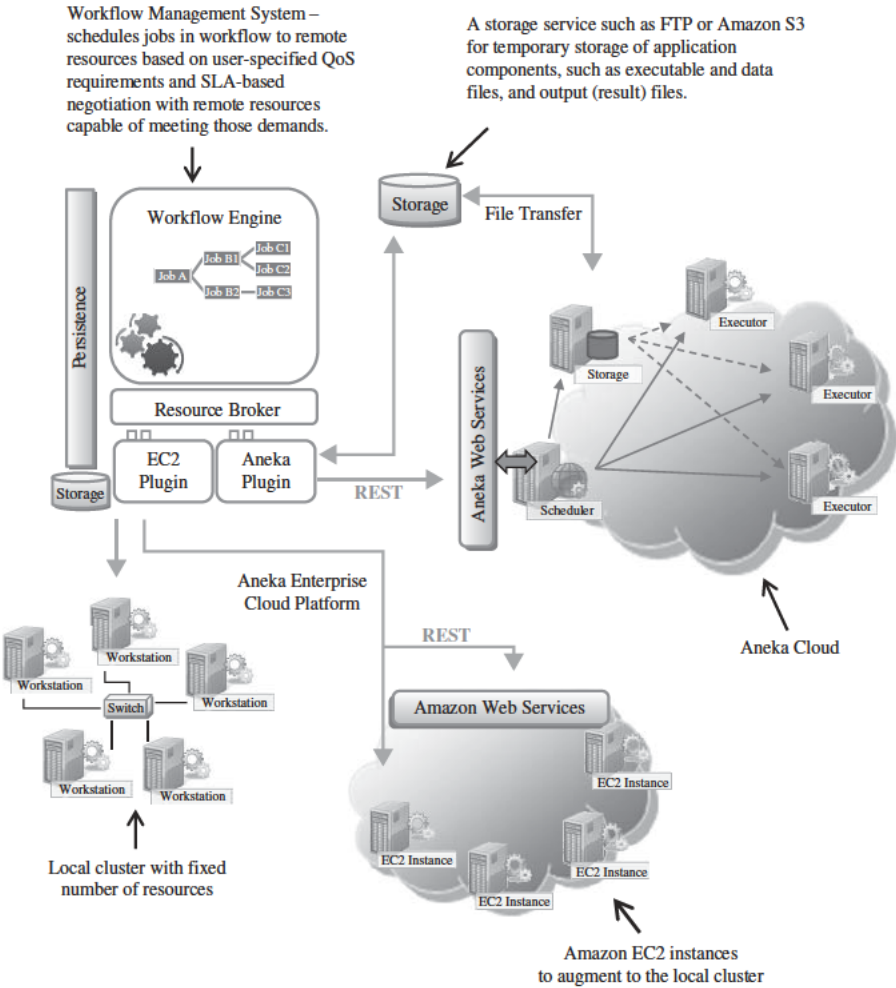 Workflow Management System –
schedules jobs in workflow to remote
resources based on user-specified QoS
requirements and SLA-based
negotiation with remote resources
capable of meeting those demands.
A storage service such as FTP or Amazon S3
for temporary storage of application
components, such as executable and data
files, and output (result) files.
Persistence
Workflow Engine
Job A
Job B1
Job B2
Job C1
Job C2
Job C3
Resource Broker
EC2
Plugin
Aneka
Plugin
Storage
Storage
File Transfer
REST
Aneka Web Services
Storage
Scheduler
Executor
Executor
Executor
Aneka Cloud
Aneka Enterprise
Cloud Platform
REST
Workstation
Workstation
Workstation
Switch
Workstation
Workstation
Local cluster with fixed
number of resources
Amazon Web Services
EC2 Instance
EC2 Instance
EC2 Instance
EC2 Instance
Amazon EC2 instances
to augment to the local cluster